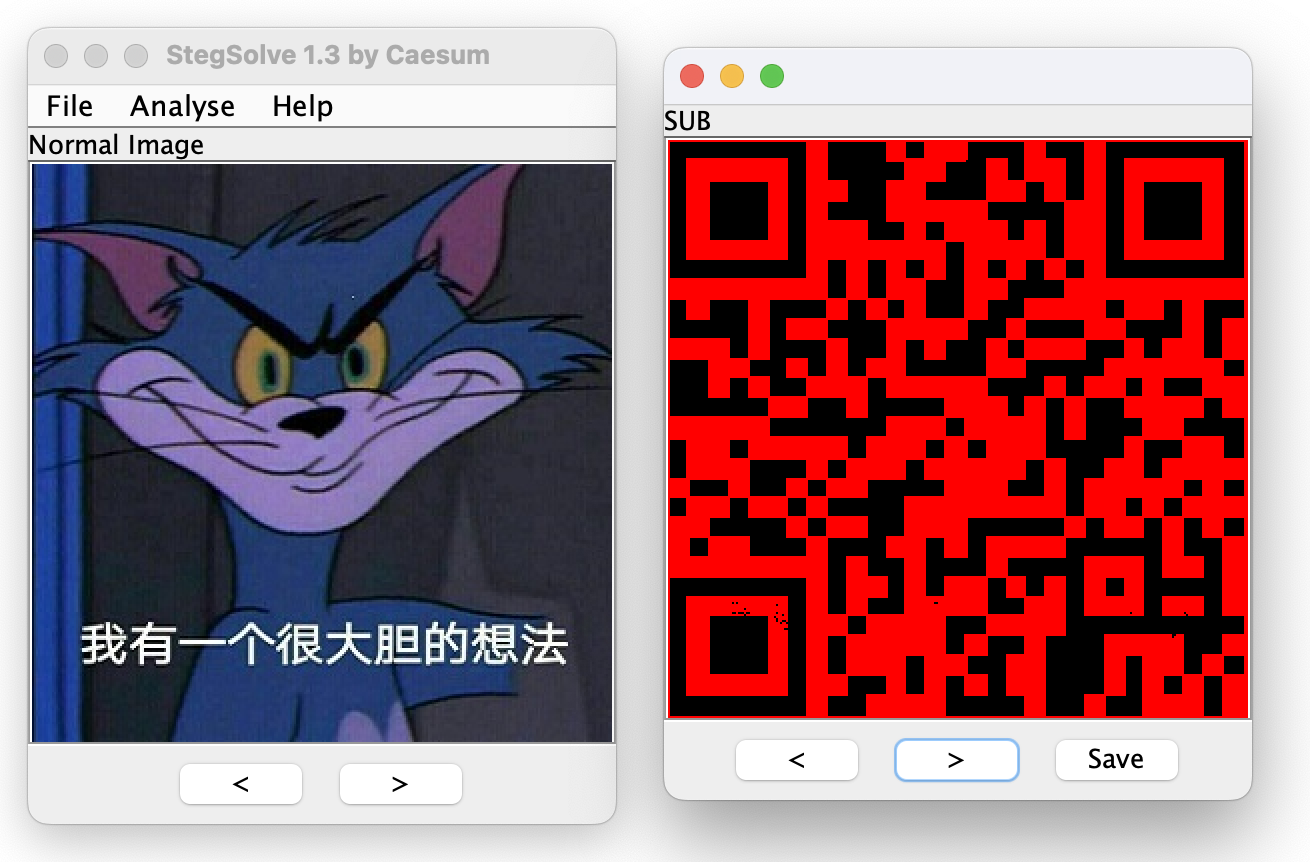 StegSolve 1.3 by Caesum
File Analyse Help
Normal Image
我有一个很大胆的想法
< >
SUB
< > Save